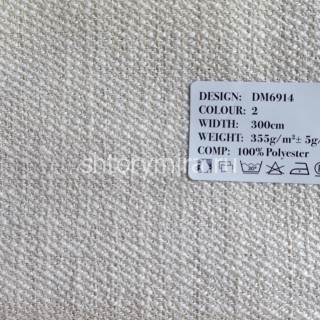 DESIGN: DM6914
COLOUR: 2
WIDTH: 300cm
WEIGHT: 355g/m²± 5g/
COMP: 100% Polyester